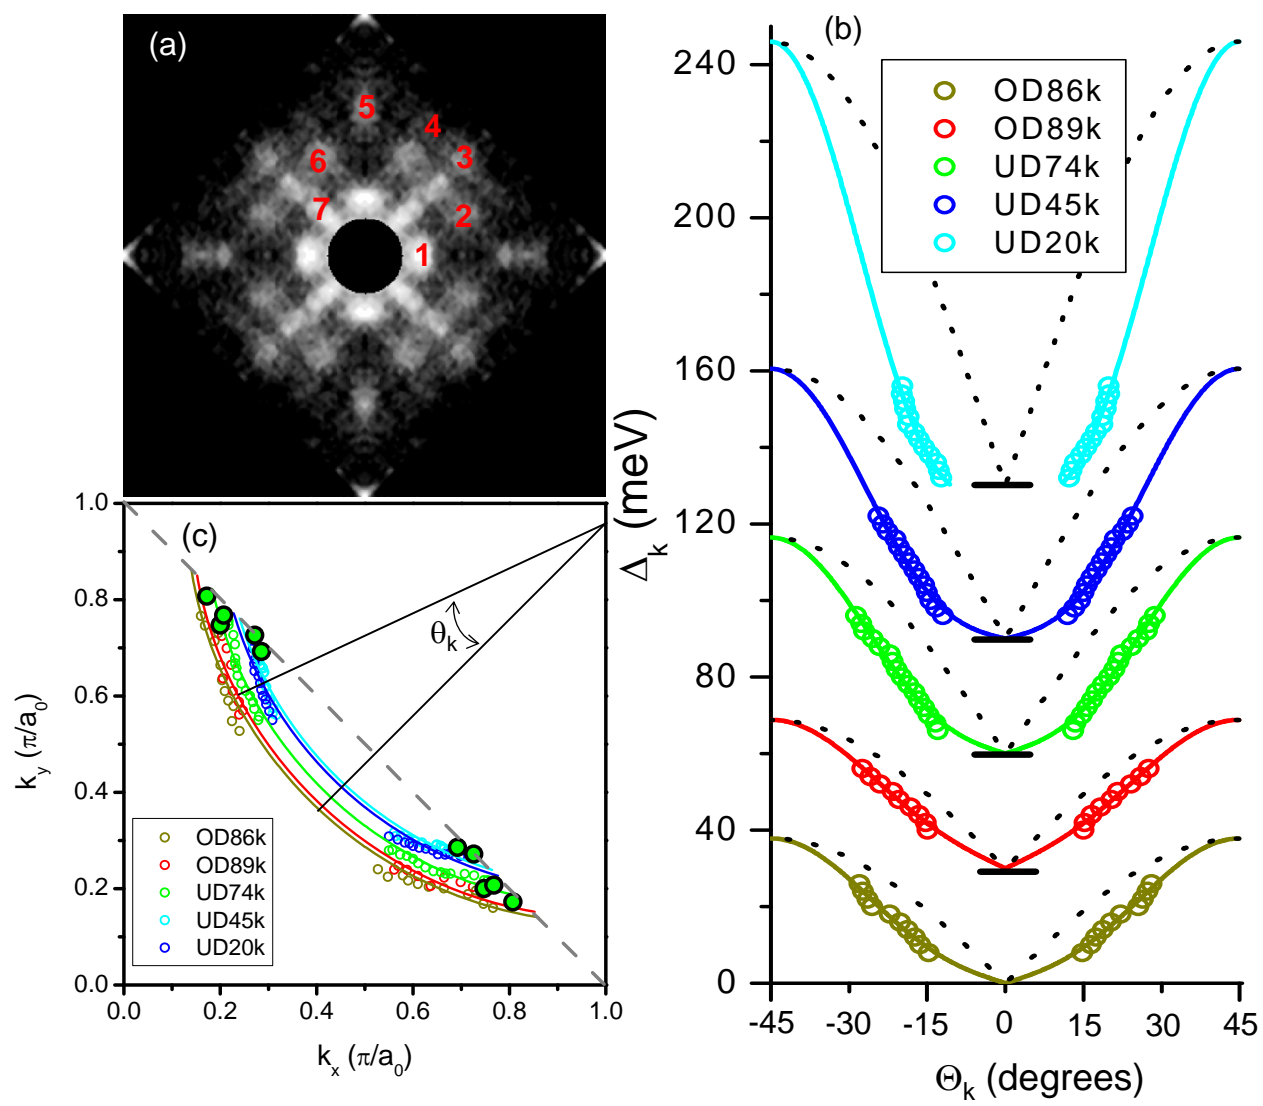 (a)
5
4
6
3
7
2
1
(b)
240
200
160
120
80
40
0
Δk (meV)
OD86k
OD89k
UD74k
UD45k
UD20k
-45
-30
-15
0
15
30
45
Θk (degrees)
(c)
θk
1.0
0.8
0.6
0.4
0.2
0.0
ky (π/a0)
OD86k
OD89k
UD74k
UD45k
UD20k
0.0
0.2
0.4
0.6
0.8
1.0
kx (π/a0)